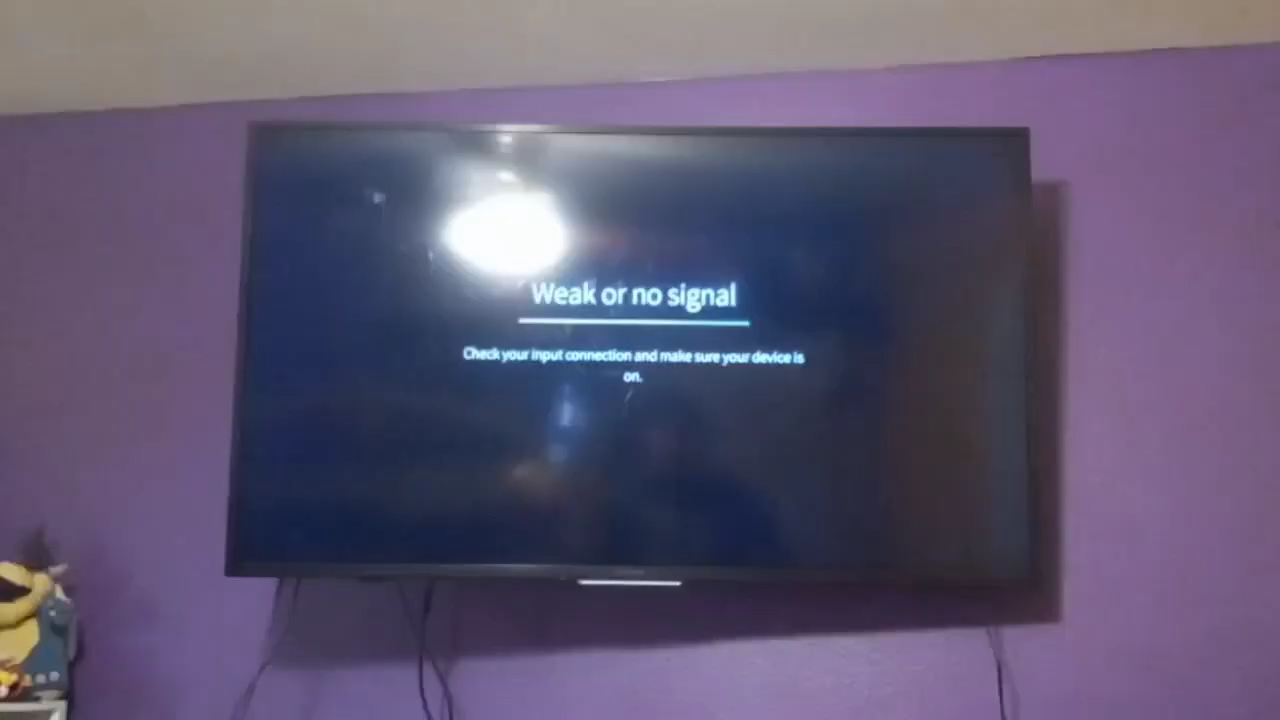 Weak or no signal
Check your input connection and make sure your device is
on.